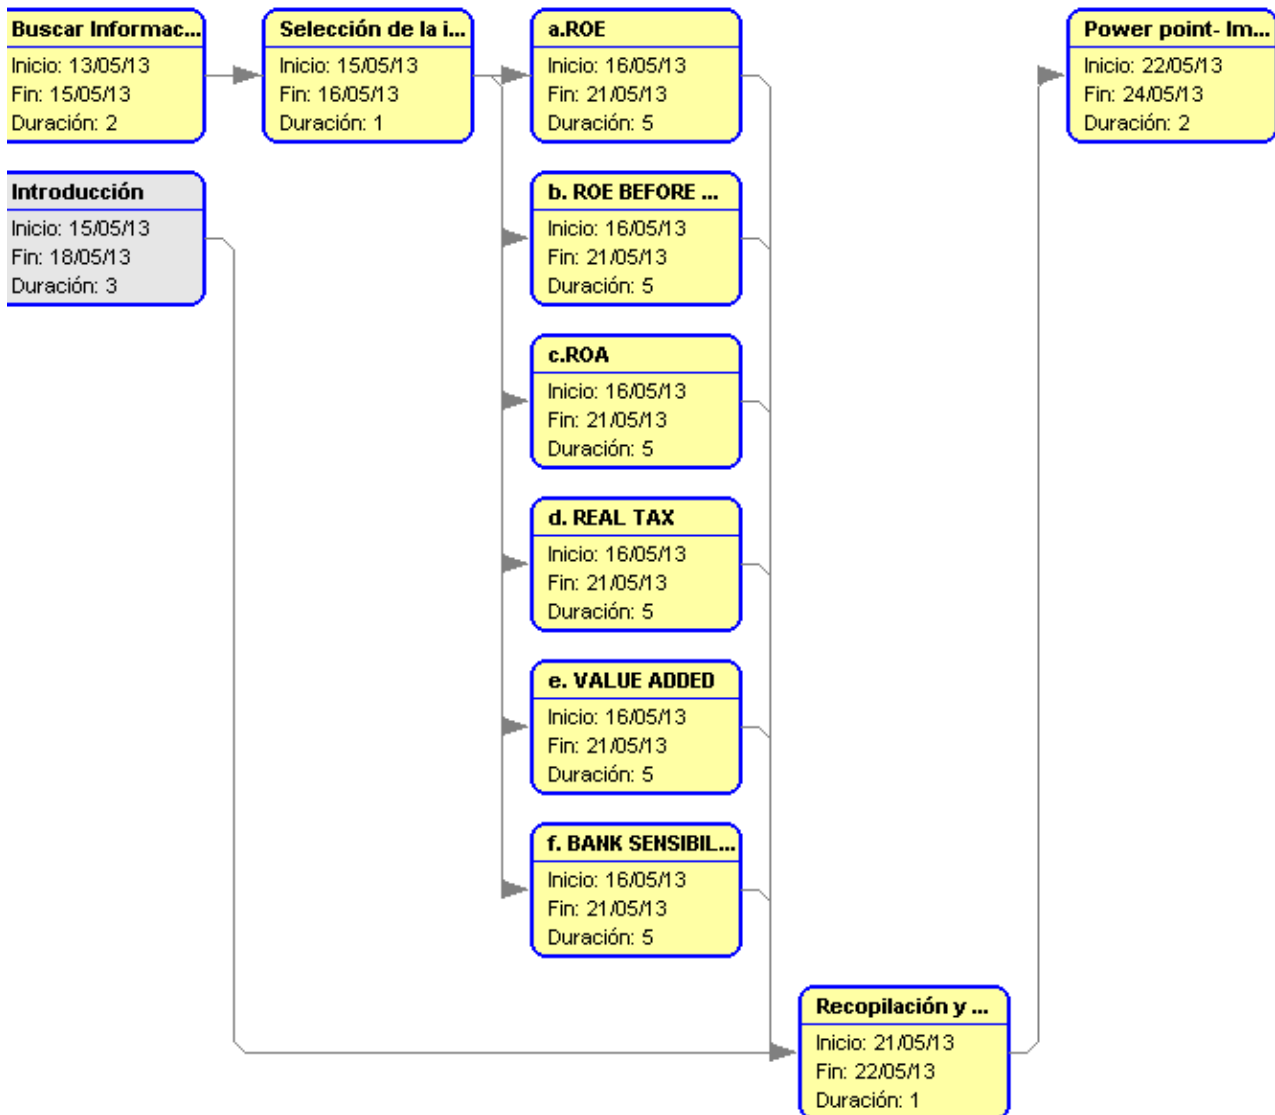 Buscar Informac...
Inicio: 13/05/13
Fin: 15/05/13
Duración: 2
Selección de la i...
Inicio: 15/05/13
Fin: 16/05/13
Duración: 1
a.ROE
Inicio: 16/05/13
Fin: 21/05/13
Duración: 5
Power point- Im...
Inicio: 22/05/13
Fin: 24/05/13
Duración: 2
Introducción
Inicio: 15/05/13
Fin: 18/05/13
Duración: 3
b. ROE BEFORE ...
Inicio: 16/05/13
Fin: 21/05/13
Duración: 5
c.ROA
Inicio: 16/05/13
Fin: 21/05/13
Duración: 5
d. REAL TAX
Inicio: 16/05/13
Fin: 21/05/13
Duración: 5
e. VALUE ADDED
Inicio: 16/05/13
Fin: 21/05/13
Duración: 5
f. BANK SENSIBIL...
Inicio: 16/05/13
Fin: 21/05/13
Duración: 5
Recopilación y ...
Inicio: 21/05/13
Fin: 22/05/13
Duración: 1